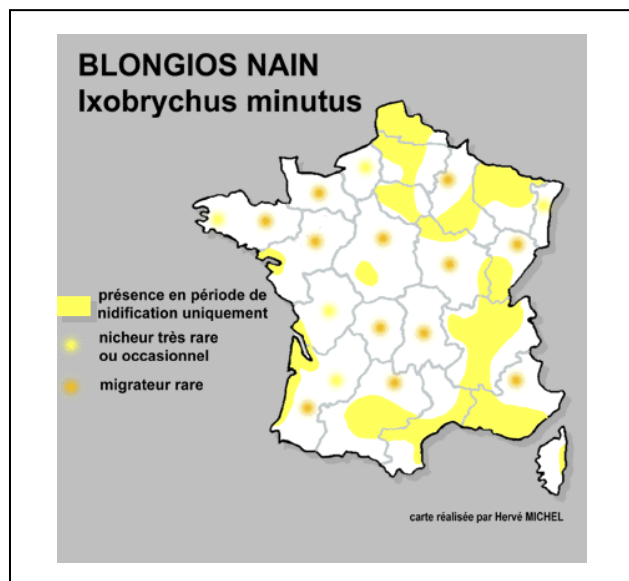 BLONGIOS NAIN
Ixobrychus minutus
présence en période de
nidification uniquement
nicheur très rare
ou occasionnel
migrateur rare
carte réalisée par Hervé MICHEL